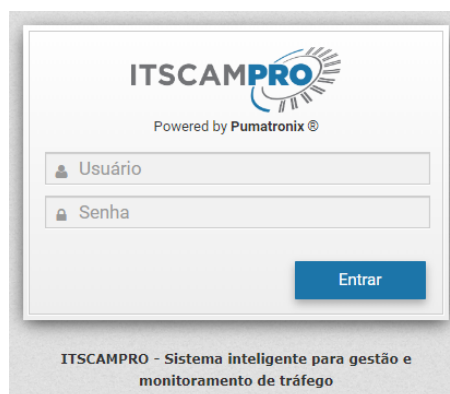 ITSCAMPRO
Powered by Pumatronix ®
Usuário
Senha
Entrar
ITSCAMPRO - Sistema inteligente para gestão e
monitoramento de tráfego